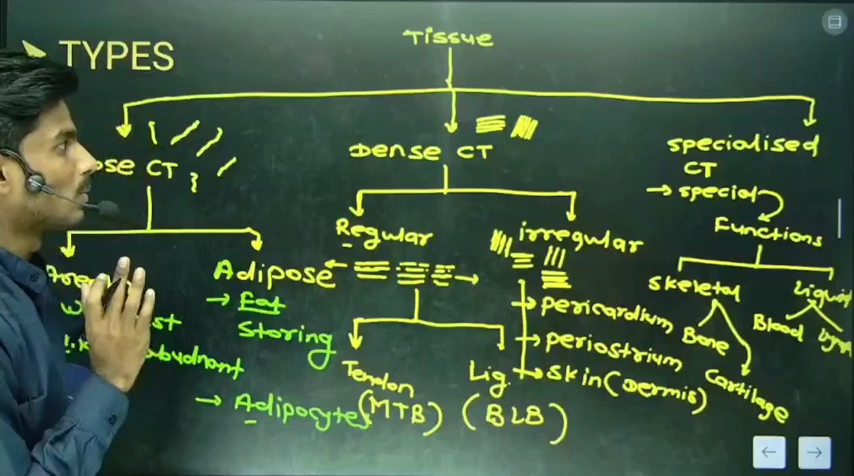 TYPES
Tissue
CT
Dense CT
specialised
CT
→ special
Functions
Regular
irregular
Adipose
→ Fat
Storing
→ Adipocytes
Tendon
(MTB)
Lig.
(BLB)
pericardium
periostrium
skin (Dermis)
skeletal
Bone
Cartilage
Liquid
Blood